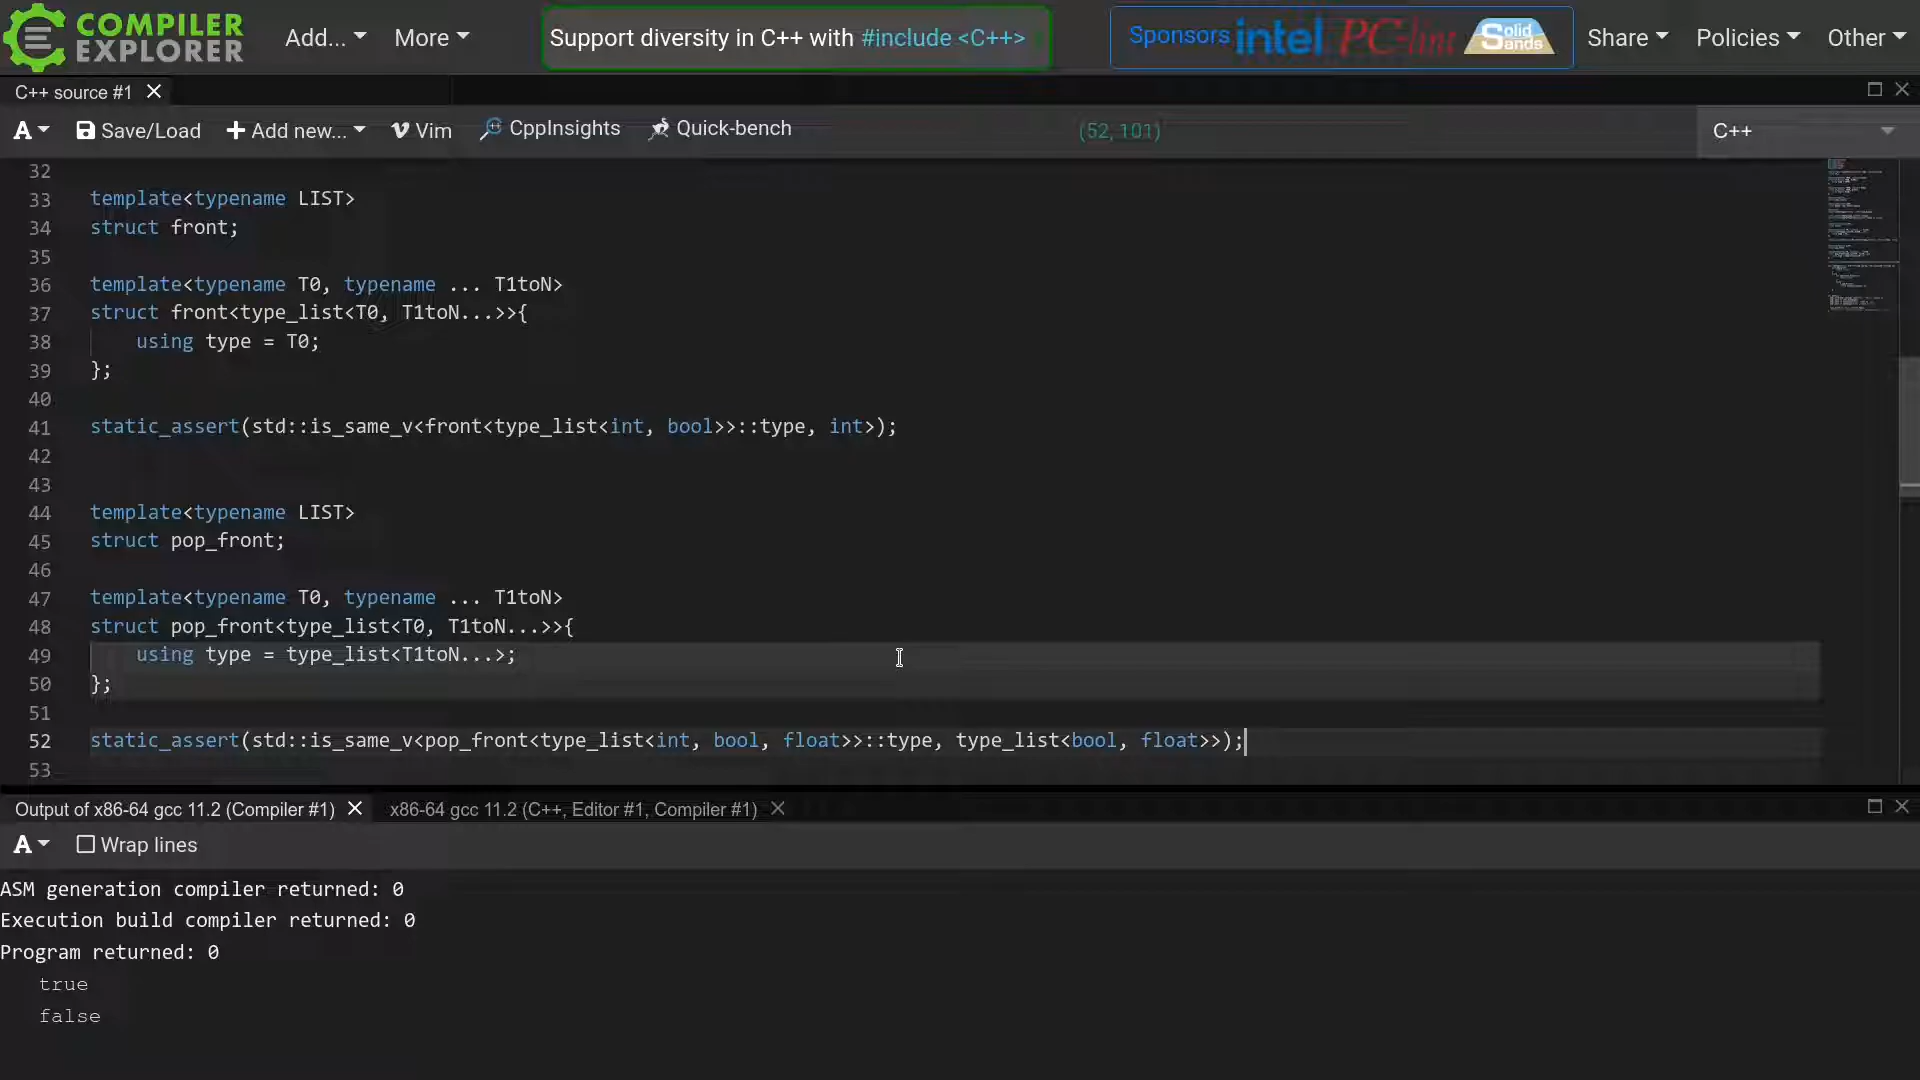 COMPILER
EXPLORER
Add...
More
Support diversity in C++ with #include <C++>
Sponsors intel PC-lint Solid Sands
Share
Policies
Other
C++ source #1
A
Save/Load
Add new...
Vim
CppInsights
Quick-bench
(52, 101)
C++
32
33 template<typename LIST>
34 struct front;
35
36 template<typename T0, typename ... T1toN>
37 struct front<type_list<T0, T1toN...>>{
38     using type = T0;
39 };
40
41 static_assert(std::is_same_v<front<type_list<int, bool>>::type, int>);
42
43
44 template<typename LIST>
45 struct pop_front;
46
47 template<typename T0, typename ... T1toN>
48 struct pop_front<type_list<T0, T1toN...>>{
49     using type = type_list<T1toN...>;
50 };
51
52 static_assert(std::is_same_v<pop_front<type_list<int, bool, float>>::type, type_list<bool, float>>);
53
Output of x86-64 gcc 11.2 (Compiler #1)
x86-64 gcc 11.2 (C++, Editor #1, Compiler #1)
A
Wrap lines
ASM generation compiler returned: 0
Execution build compiler returned: 0
Program returned: 0
true
false